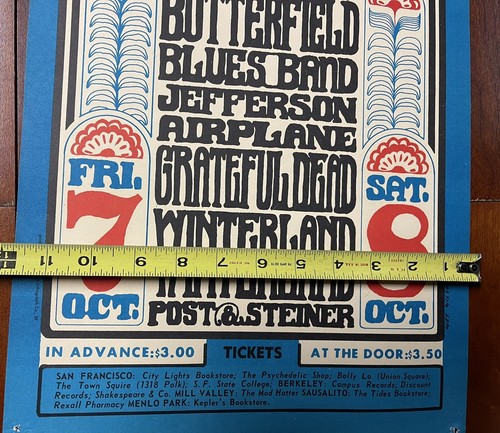 BUTTERFIELD
BLUES BAND
JEFFERSON
AIRPLANE
GRATEFUL DEAD
WINTERLAND
FRI.
7
OCT.
SAT.
8
OCT.
11 10 9 8 7 6 5 4 3 2 1
POST & STEINER
IN ADVANCE: $3.00
TICKETS
AT THE DOOR: $3.50
SAN FRANCISCO: City Lights Bookstore; The Psychedelic Shop; Bally Lo (Union Square);
The Town Squire (1318 Polk); S.F. State College; BERKELEY: Campus Records; Discount
Records; Shakespeare & Co. MILL VALLEY: The Mad Hatter SAUSALITO: The Tides Bookstore;
Rexall Pharmacy MENLO PARK: Kepler's Bookstore.